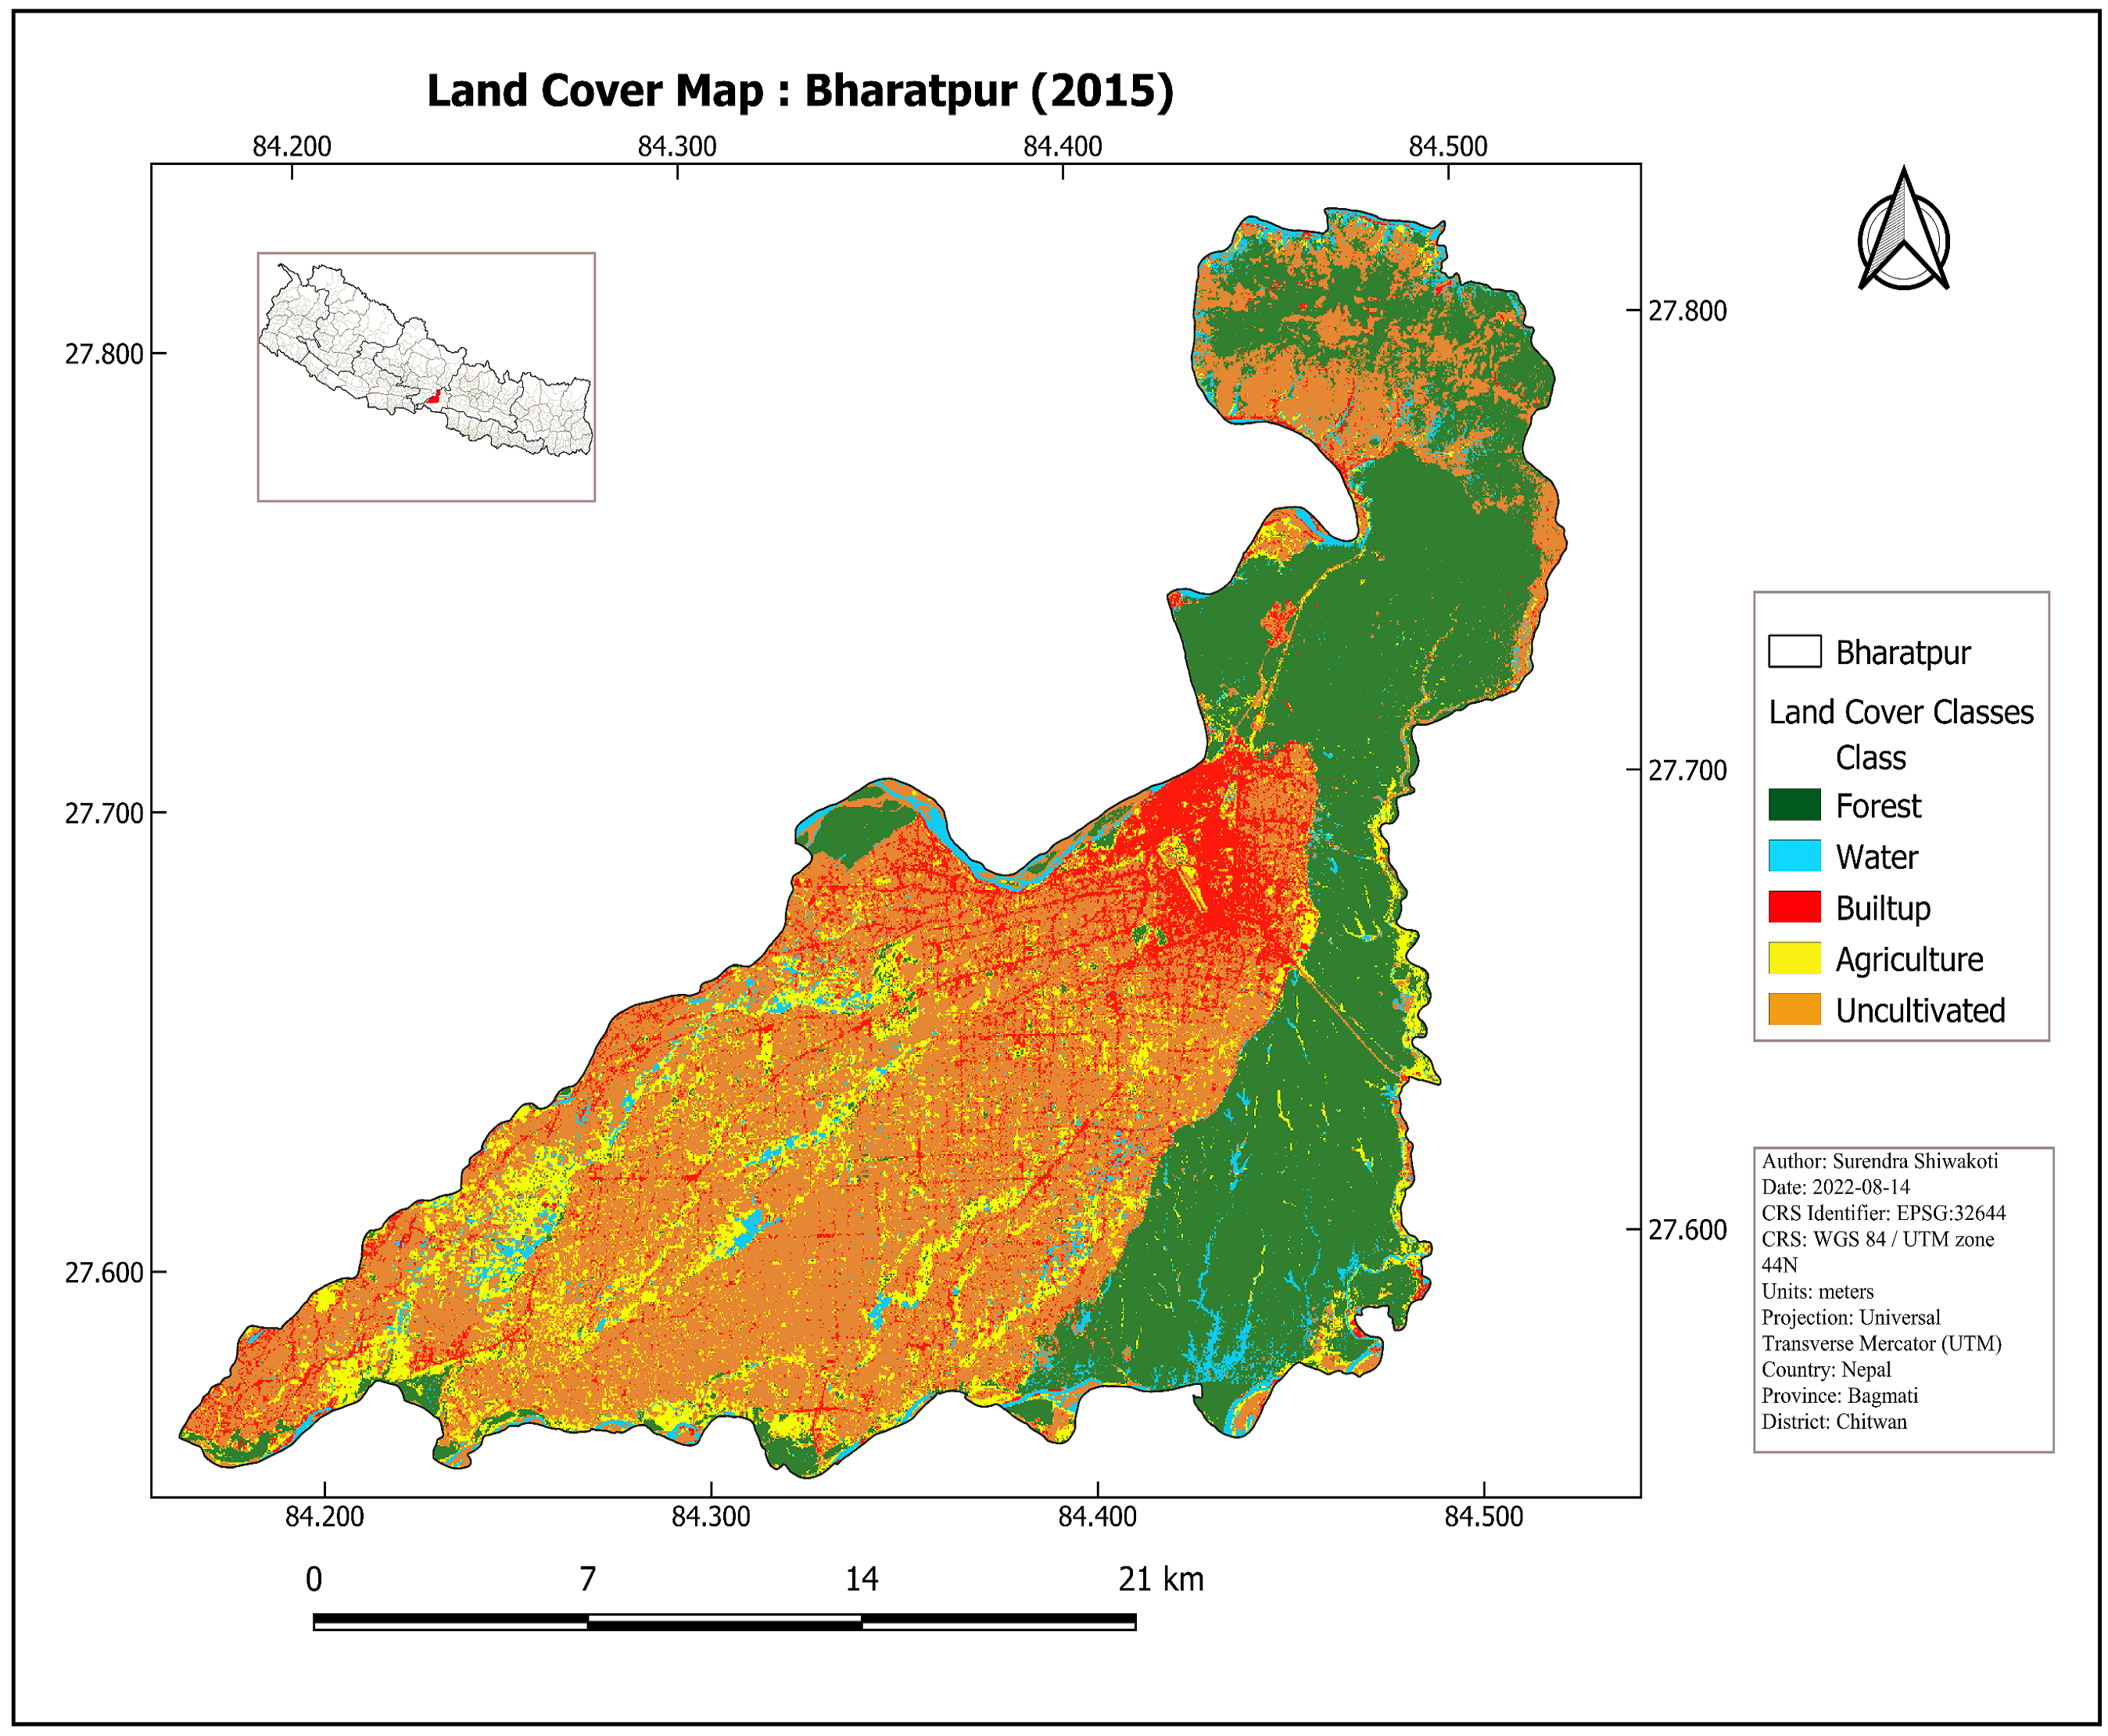 Land Cover Map : Bharatpur (2015)
84.200 84.300 84.400 84.500
27.800 27.800
27.700 27.700
27.600 27.600
84.200 84.300 84.400 84.500
0 7 14 21 km
Bharatpur
Land Cover Classes
Class
Forest
Water
Builtup
Agriculture
Uncultivated
Author: Surendra Shiwakoti
Date: 2022-08-14
CRS Identifier: EPSG:32644
CRS: WGS 84 / UTM zone
44N
Units: meters
Projection: Universal
Transverse Mercator (UTM)
Country: Nepal
Province: Bagmati
District: Chitwan